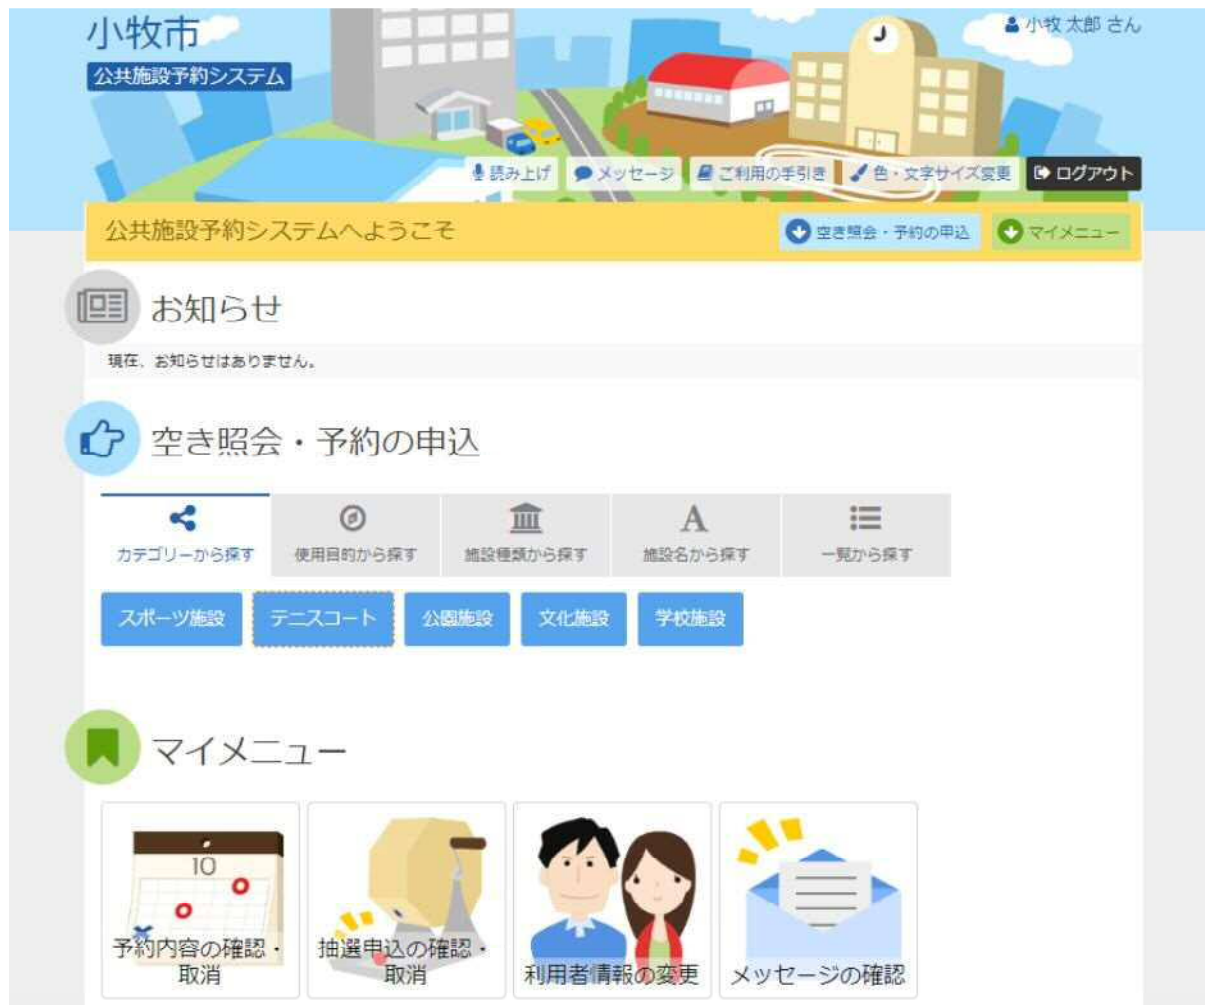 小牧市
小牧 太郎 さん
公共施設予約システム
読み上げ
メッセージ
ご利用の手引き
色・文字サイズ変更
ログアウト
公共施設予約システムへようこそ
空き照会・予約の申込
マイメニュー
お知らせ
現在、お知らせはありません。
空き照会・予約の申込
カテゴリーから探す
使用目的から探す
施設種類から探す
A
施設名から探す
一覧から探す
スポーツ施設
テニスコート
公園施設
文化施設
学校施設
マイメニュー
10
予約内容の確認・
取消
抽選申込の確認・
取消
利用者情報の変更
メッセージの確認